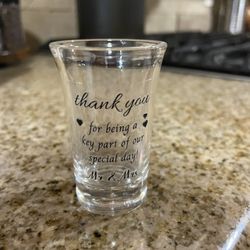 thank you
for being a
key part of our
special day!
Mr & Mrs